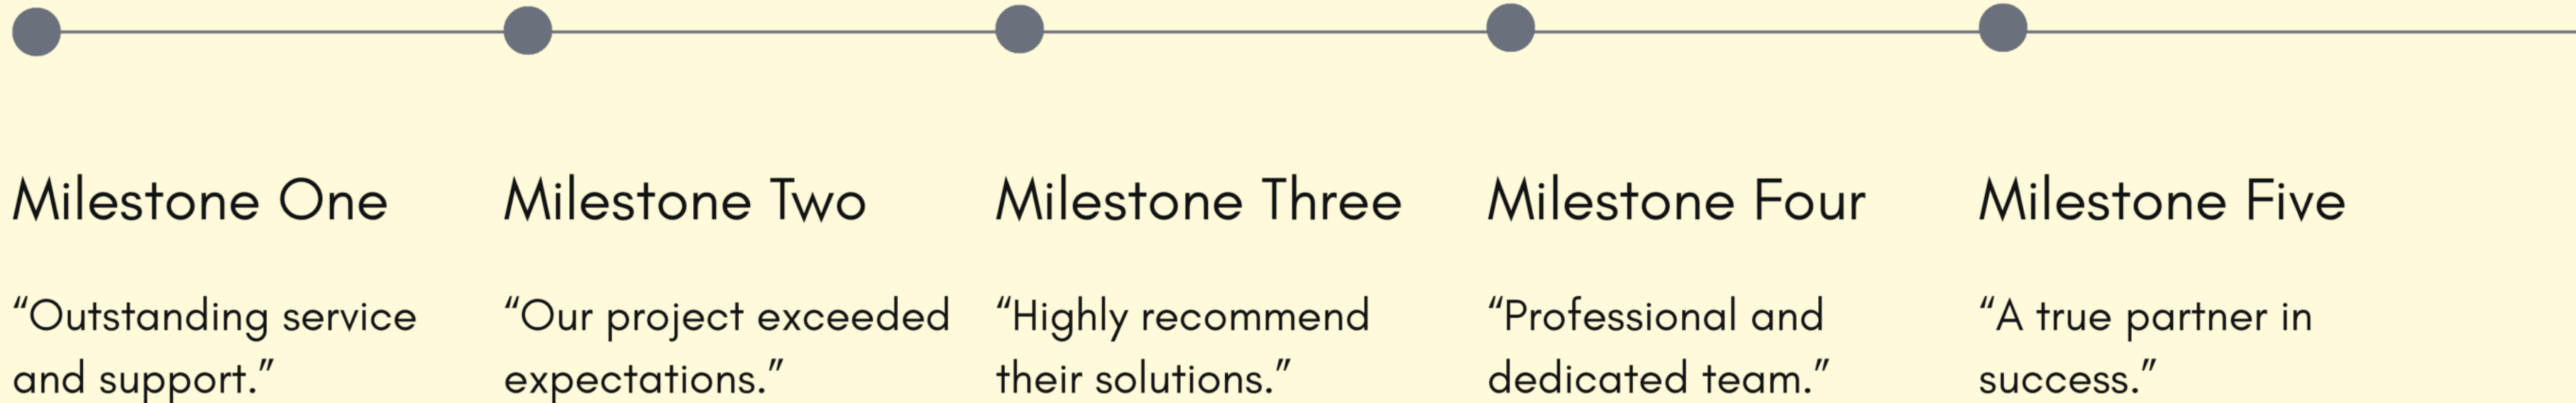 Milestone One
“Outstanding service
and support.”
Milestone Two
“Our project exceeded
expectations.”
Milestone Three
“Highly recommend
their solutions.”
Milestone Four
“Professional and
dedicated team.”
Milestone Five
“A true partner in
success.”